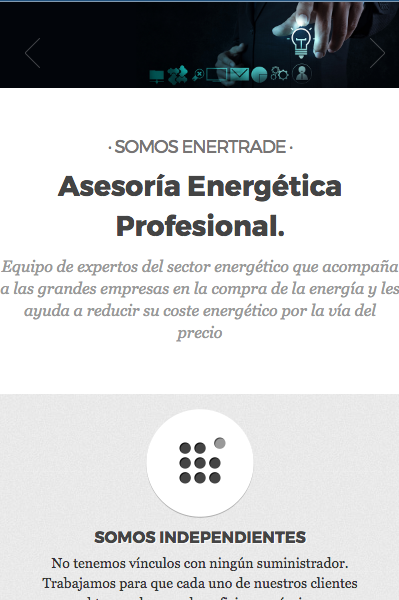 · SOMOS ENERTRADE ·
Asesoría Energética
Profesional.
Equipo de expertos del sector energético que acompaña
a las grandes empresas en la compra de la energía y les
ayuda a reducir su coste energético por la vía del
precio
SOMOS INDEPENDIENTES
No tenemos vínculos con ningún suministrador.
Trabajamos para que cada uno de nuestros clientes